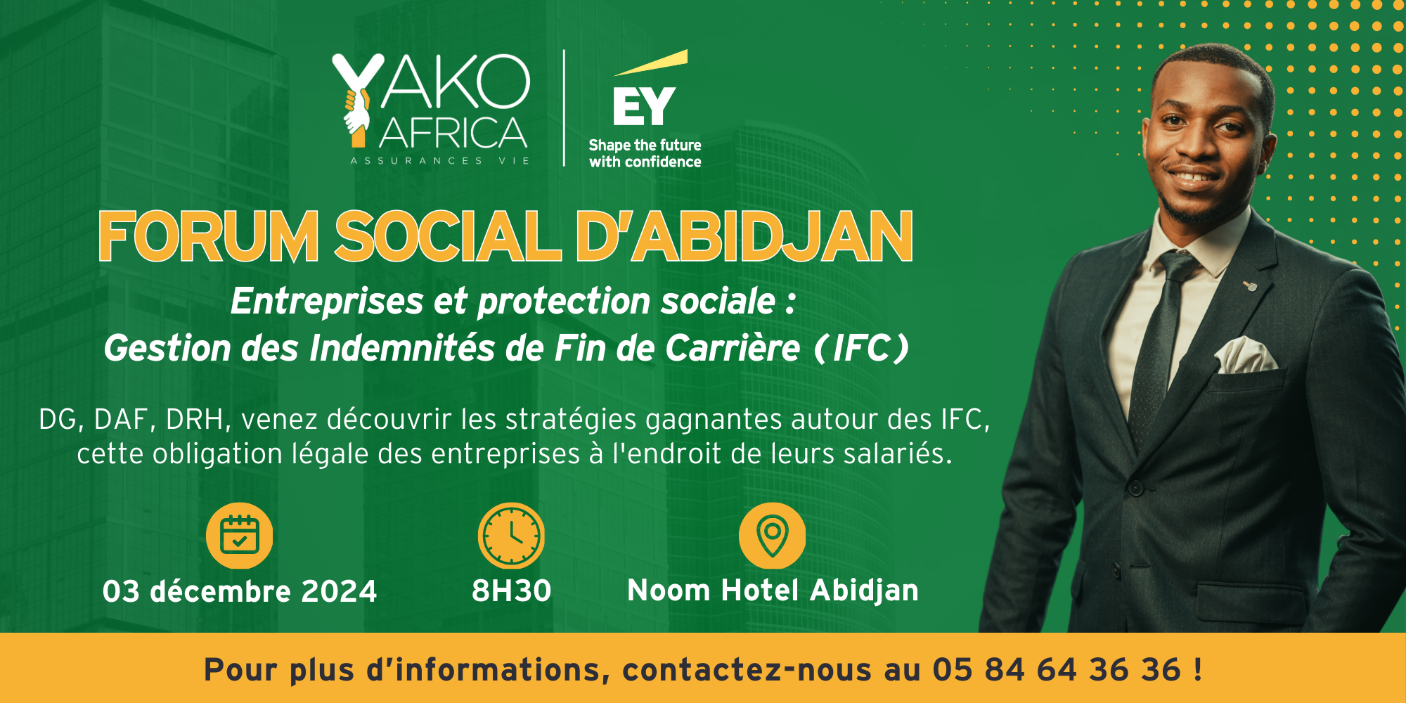 YAKO
AFRICA
ASSURANCES VIE
EY
Shape the future
with confidence
FORUM SOCIAL D'ABIDJAN
Entreprises et protection sociale :
Gestion des Indemnités de Fin de Carrière (IFC)
DG, DAF, DRH, venez découvrir les stratégies gagnantes autour des IFC,
cette obligation légale des entreprises à l'endroit de leurs salariés.
03 décembre 2024
8H30
Noom Hotel Abidjan
Pour plus d'informations, contactez-nous au 05 84 64 36 36 !